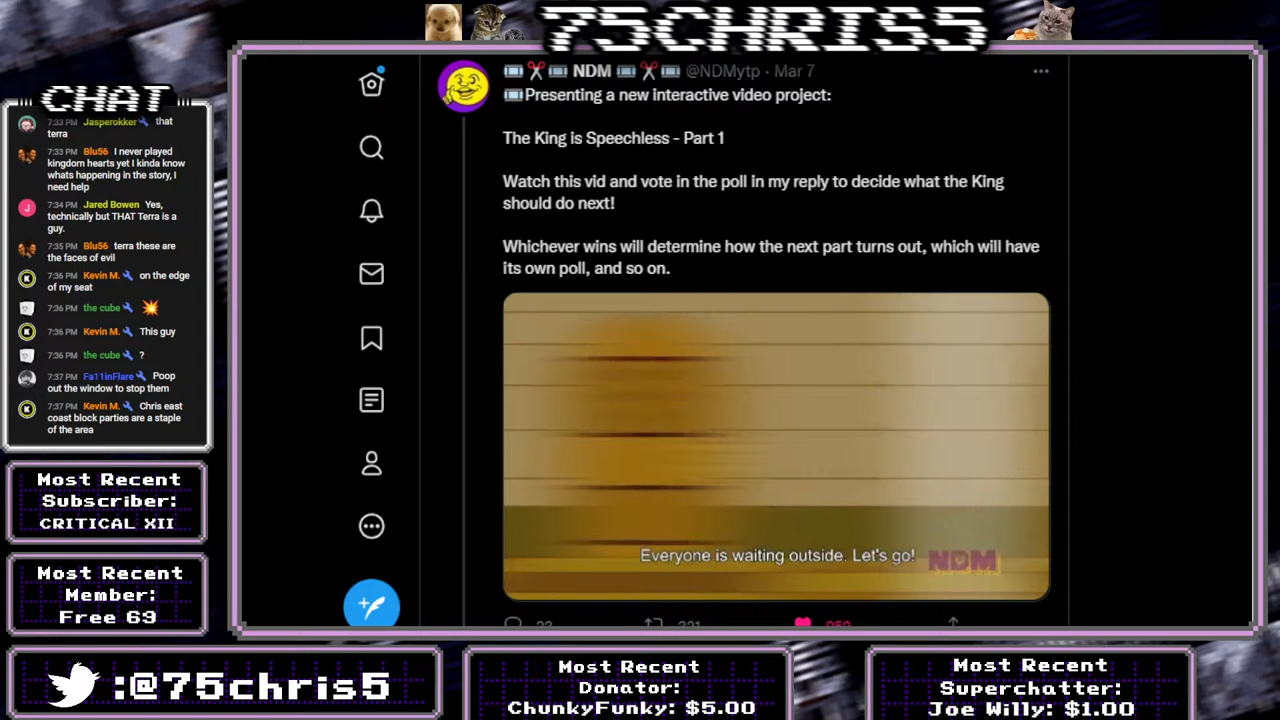 75CHRIS5
CHAT
7:33 PM Jasperokker that
terra
7:33 PM Blu56 I never played
kingdom hearts yet I kinda know
whats happening in the story, I
need help
J
7:34 PM Jared Bowen Yes,
technically but THAT Terra is a
guy.
7:35 PM Blu56 terra these are
the faces of evil
K
7:36 PM Kevin M. on the edge
of my seat
7:36 PM the cube 💥
K
7:36 PM Kevin M. This guy
7:36 PM the cube ?
7:37 PM Fa11inFlare Poop
out the window to stop them
K
7:37 PM Kevin M. Chris east
coast block parties are a staple
of the area
Most Recent
Subscriber:
CRITICAL XII
Most Recent
Member:
Free 69
:@75chris5
🎞️✂️🎞️ NDM 🎞️✂️🎞️ @NDMytp · Mar 7
🎞️Presenting a new interactive video project:
The King is Speechless - Part 1
Watch this vid and vote in the poll in my reply to decide what the King
should do next!
Whichever wins will determine how the next part turns out, which will have
its own poll, and so on.
Everyone is waiting outside. Let's go!
NDM
Most Recent
Donator:
ChunkyFunky: $5.00
Most Recent
Superchatter:
Joe Willy: $1.00